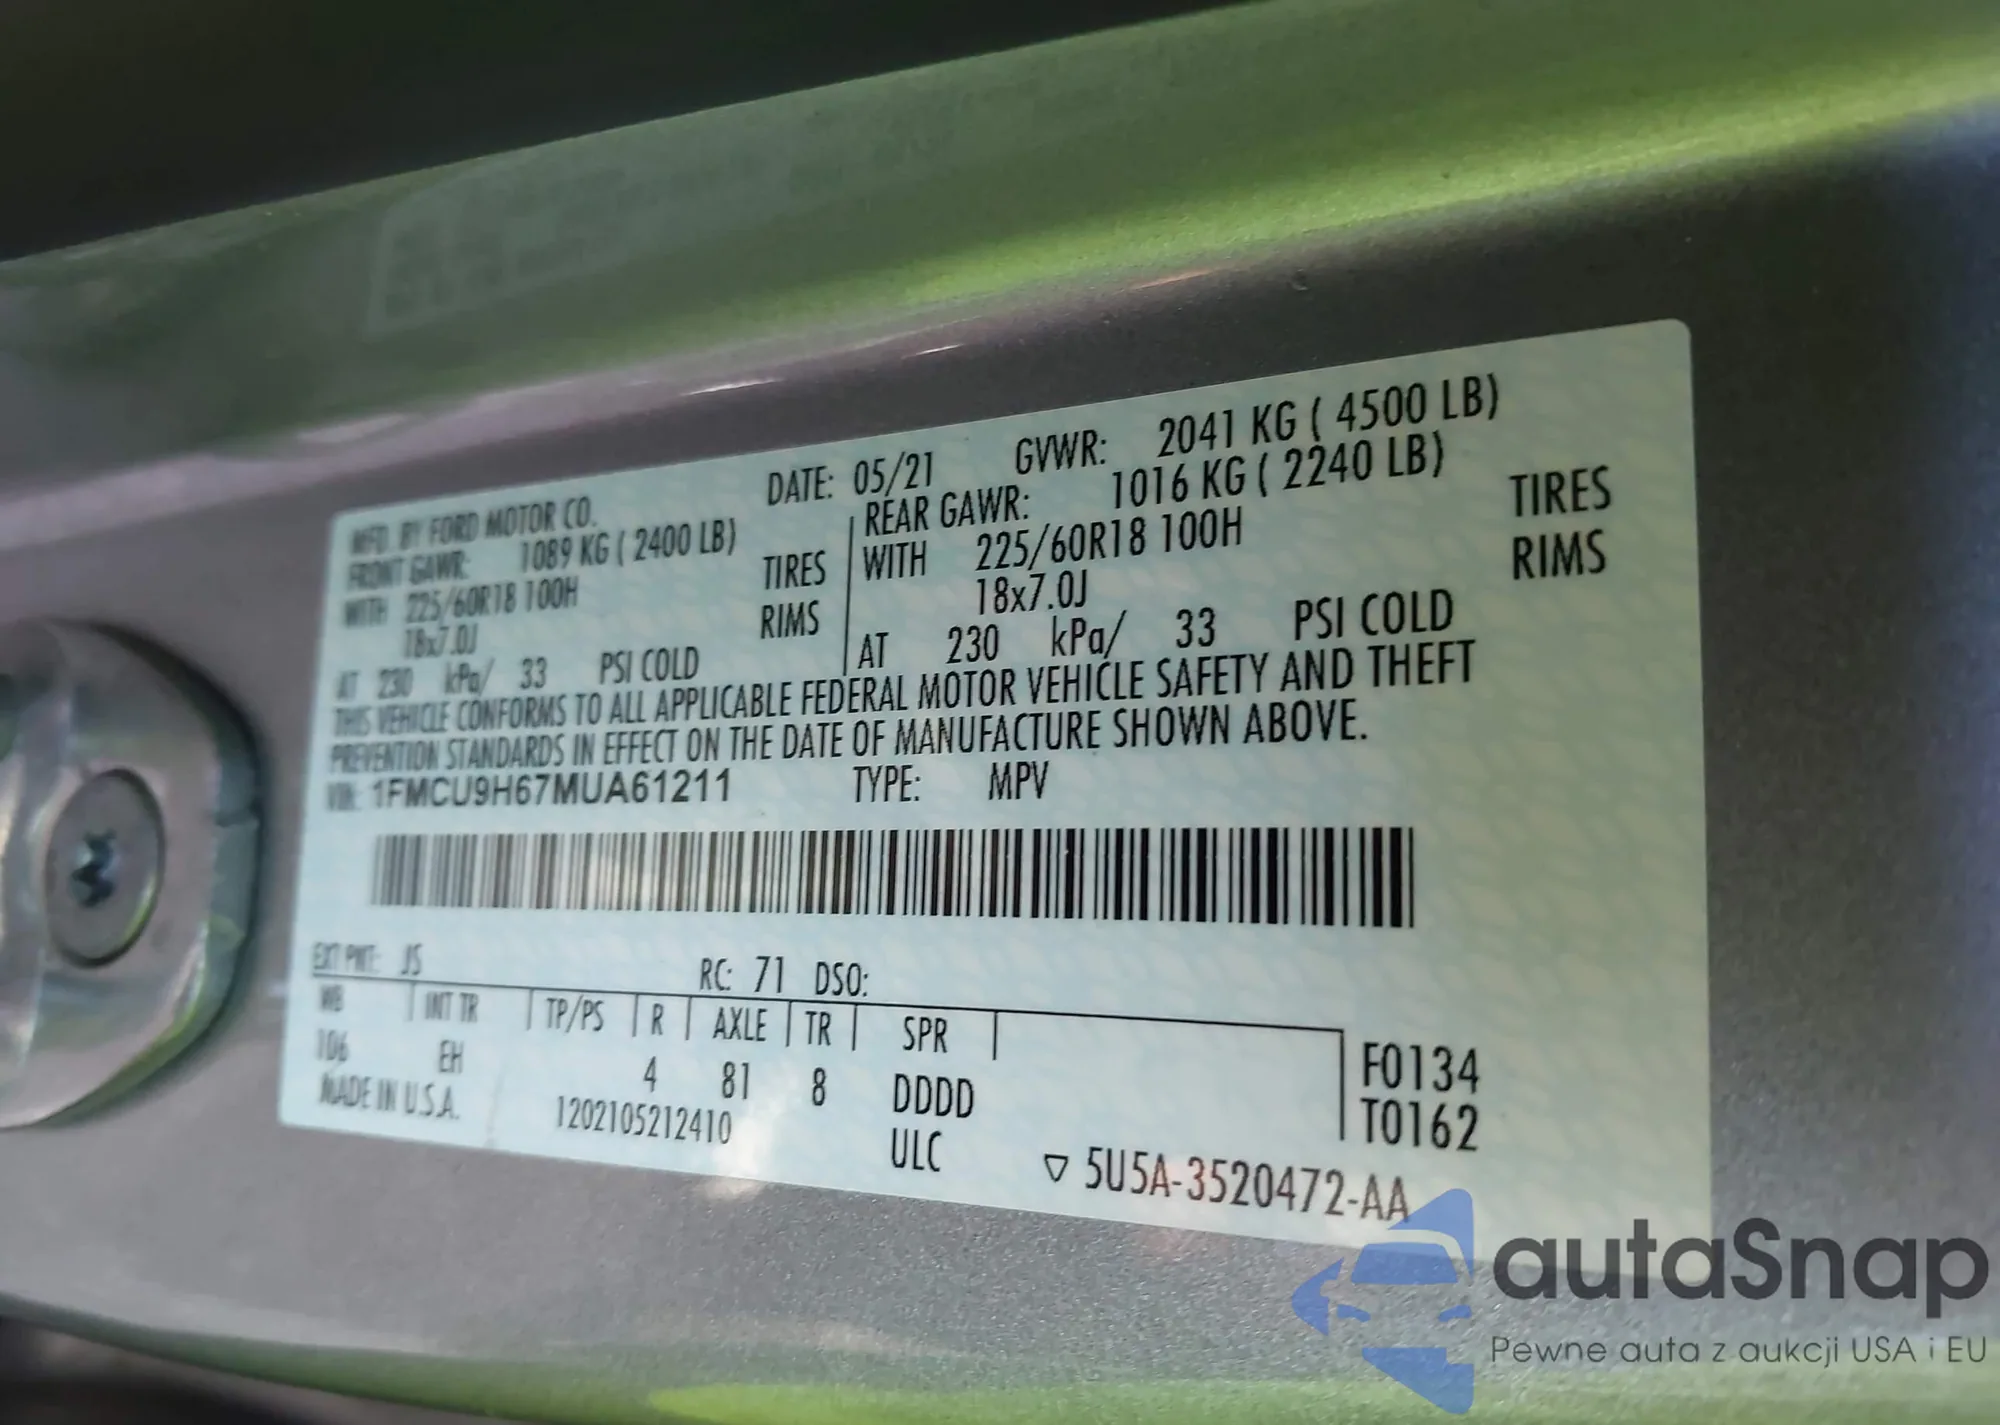 MFD. BY FORD MOTOR CO. DATE: 05/21 GVWR: 2041 KG ( 4500 LB)
FRONT GAWR: 1089 KG ( 2400 LB) REAR GAWR: 1016 KG ( 2240 LB)
WITH 225/60R18 100H TIRES WITH 225/60R18 100H TIRES
18x7.0J RIMS 18x7.0J RIMS
AT 230 kPa/ 33 PSI COLD AT 230 kPa/ 33 PSI COLD
THIS VEHICLE CONFORMS TO ALL APPLICABLE FEDERAL MOTOR VEHICLE SAFETY AND THEFT
PREVENTION STANDARDS IN EFFECT ON THE DATE OF MANUFACTURE SHOWN ABOVE.
VIN: 1FMCU9H67MUA61211 TYPE: MPV
EXT PNT: JS RC: 71 DSO:
WB INT TR TP/PS R AXLE TR SPR
106 EH 4 81 8 DDDD F0134
MADE IN U.S.A. 1202105212410 ULC T0162
▽ 5U5A-3520472-AA
autaSnap
Pewne auta z aukcji USA i EU